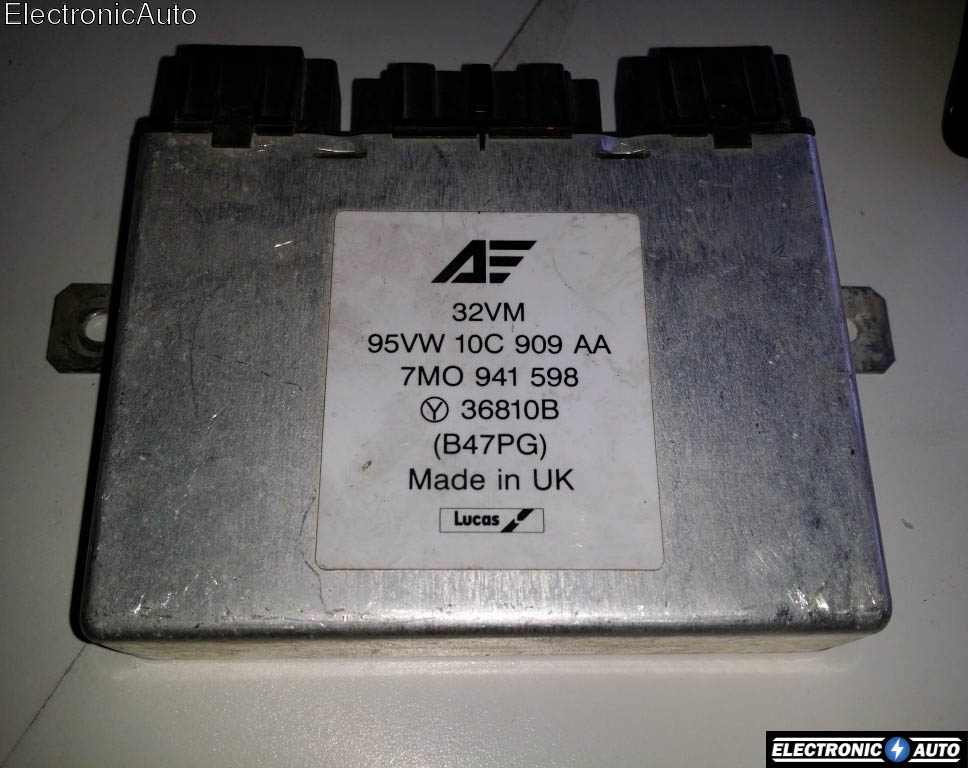 ElectronicAuto
AE
32VM
95VW 10C 909 AA
7MO 941 598
Y 36810B
(B47PG)
Made in UK
Lucas
ELECTRONIC AUTO